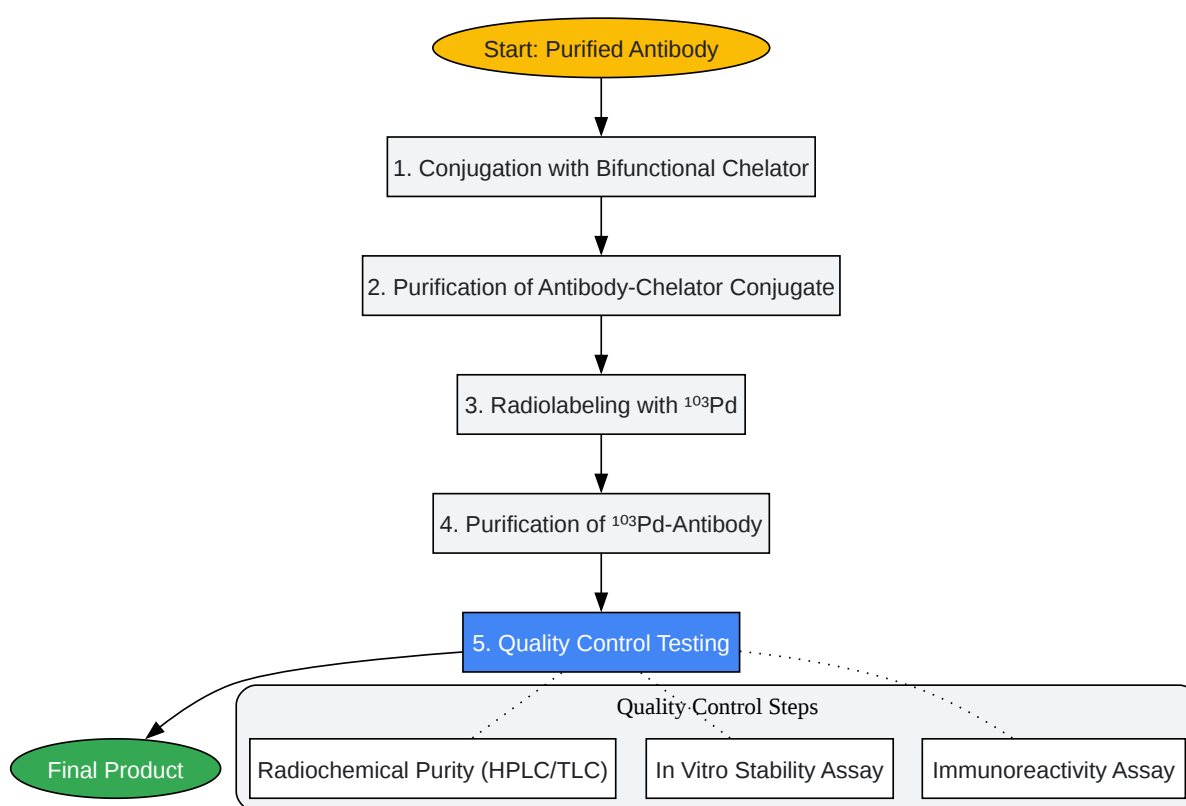 Start: Purified Antibody
1. Conjugation with Bifunctional Chelator
2. Purification of Antibody-Chelator Conjugate
3. Radiolabeling with ¹⁰³Pd
4. Purification of ¹⁰³Pd-Antibody
5. Quality Control Testing
Quality Control Steps
Final Product
Radiochemical Purity (HPLC/TLC)
In Vitro Stability Assay
Immunoreactivity Assay